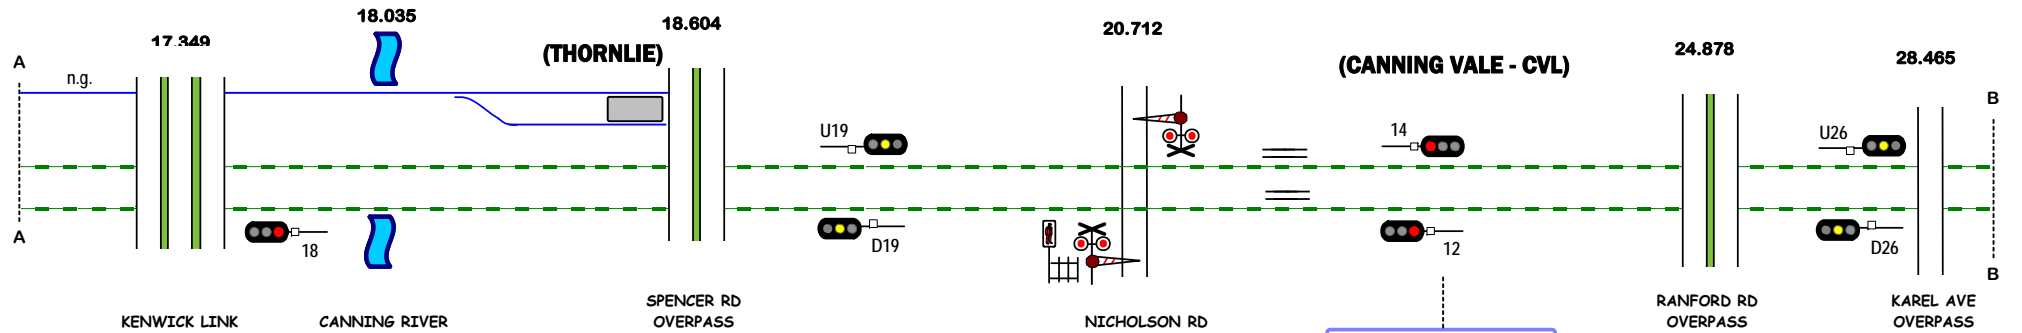 17.349
18.035
18.604
20.712
24.878
28.465
(THORNLIE)
(CANNING VALE - CVL)
A
n.g.
B
U19
14
U26
A
18
D19
12
D26
B
KENWICK LINK
CANNING RIVER
SPENCER RD
OVERPASS
NICHOLSON RD
RANFORD RD
OVERPASS
KAREL AVE
OVERPASS